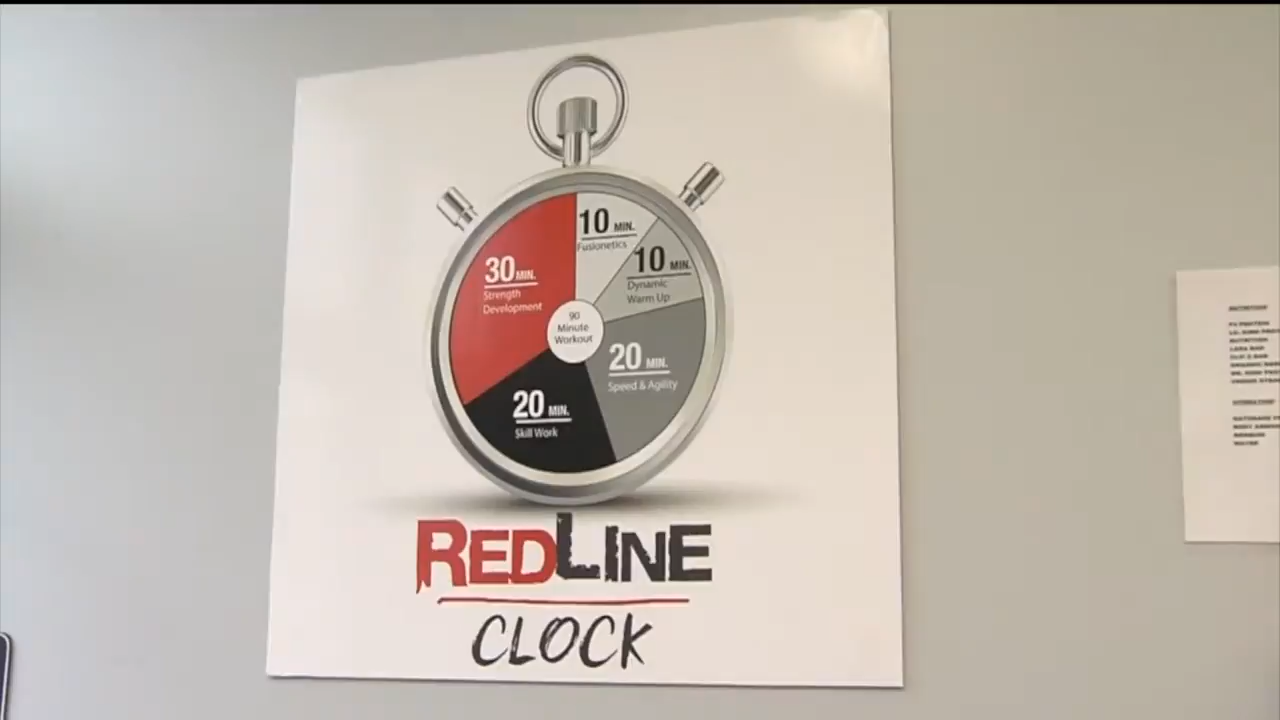 10 MIN.
Fusionetics
10 MIN.
Dynamic
Warm Up
30 MIN.
Strength
Development
90
Minute
Workout
20 MIN.
Speed & Agility
20 MIN.
Skill Work
REDLINE
CLOCK
NUTRITION